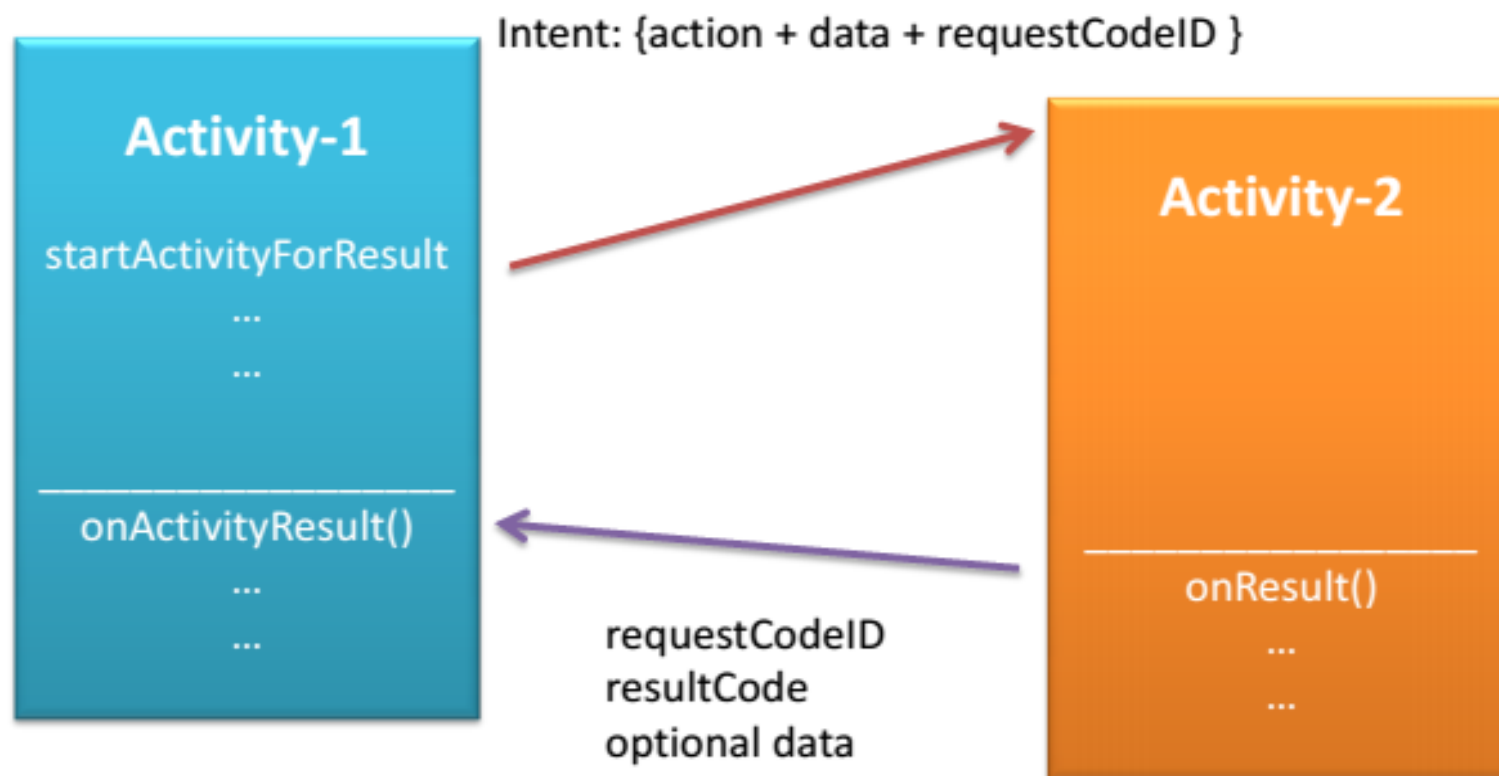 Intent: {action + data + requestCodeID }
Activity-1
startActivityForResult
...
...
onActivityResult()
...
...
Activity-2
onResult()
...
...
requestCodeID
resultCode
optional data